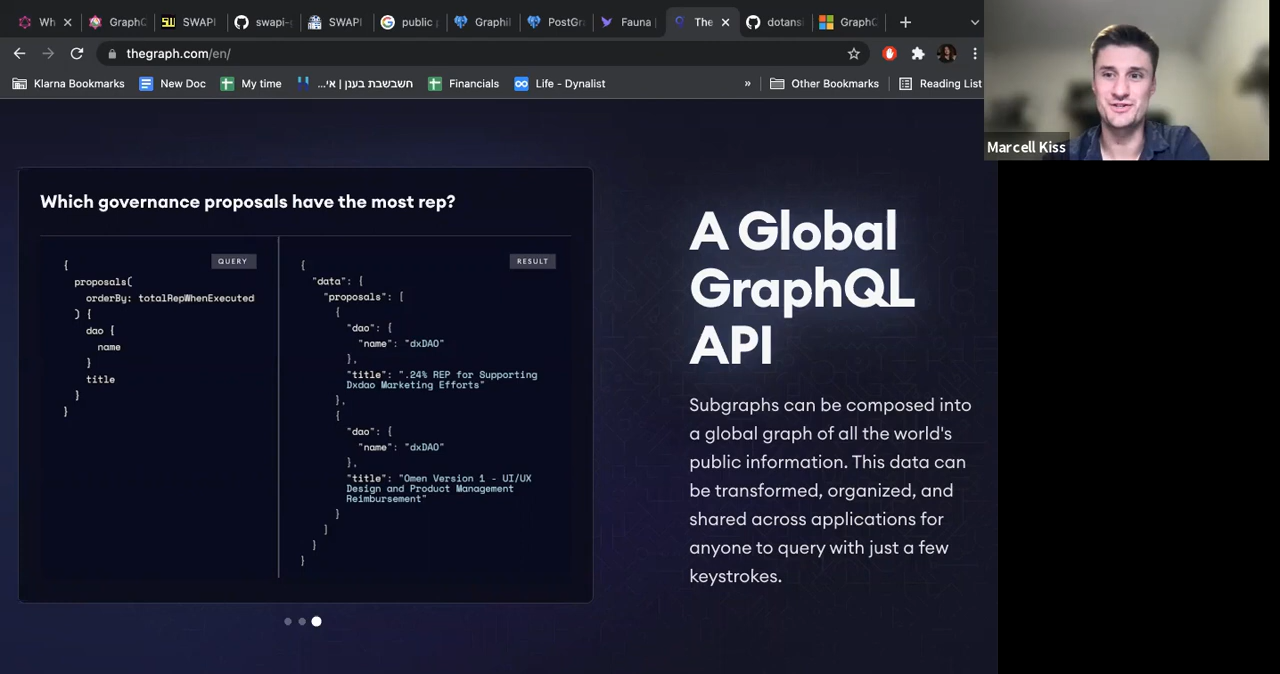 Wh
GraphQ
SWAPI
swapi-g
SWAPI
public
Graphil
PostGra
Fauna
The
dotans
GraphQ
thegraph.com/en/
Klarna Bookmarks
New Doc
My time
חשבשבת בענן | אי...
Financials
Life - Dynalist
»
Other Bookmarks
Reading List
Marcell Kiss
Which governance proposals have the most rep?
QUERY
{
proposals(
orderBy: totalRepWhenExecuted
) {
dao {
name
}
title
}
}
RESULT
{
"data": {
"proposals": [
{
"dao": {
"name": "dxDAO"
},
"title": ".24% REP for Supporting
Dxdao Marketing Efforts"
},
{
"dao": {
"name": "dxDAO"
},
"title": "Omen Version 1 - UI/UX
Design and Product Management
Reimbursement"
}
]
}
}
A Global
GraphQL
API
Subgraphs can be composed into
a global graph of all the world's
public information. This data can
be transformed, organized, and
shared across applications for
anyone to query with just a few
keystrokes.